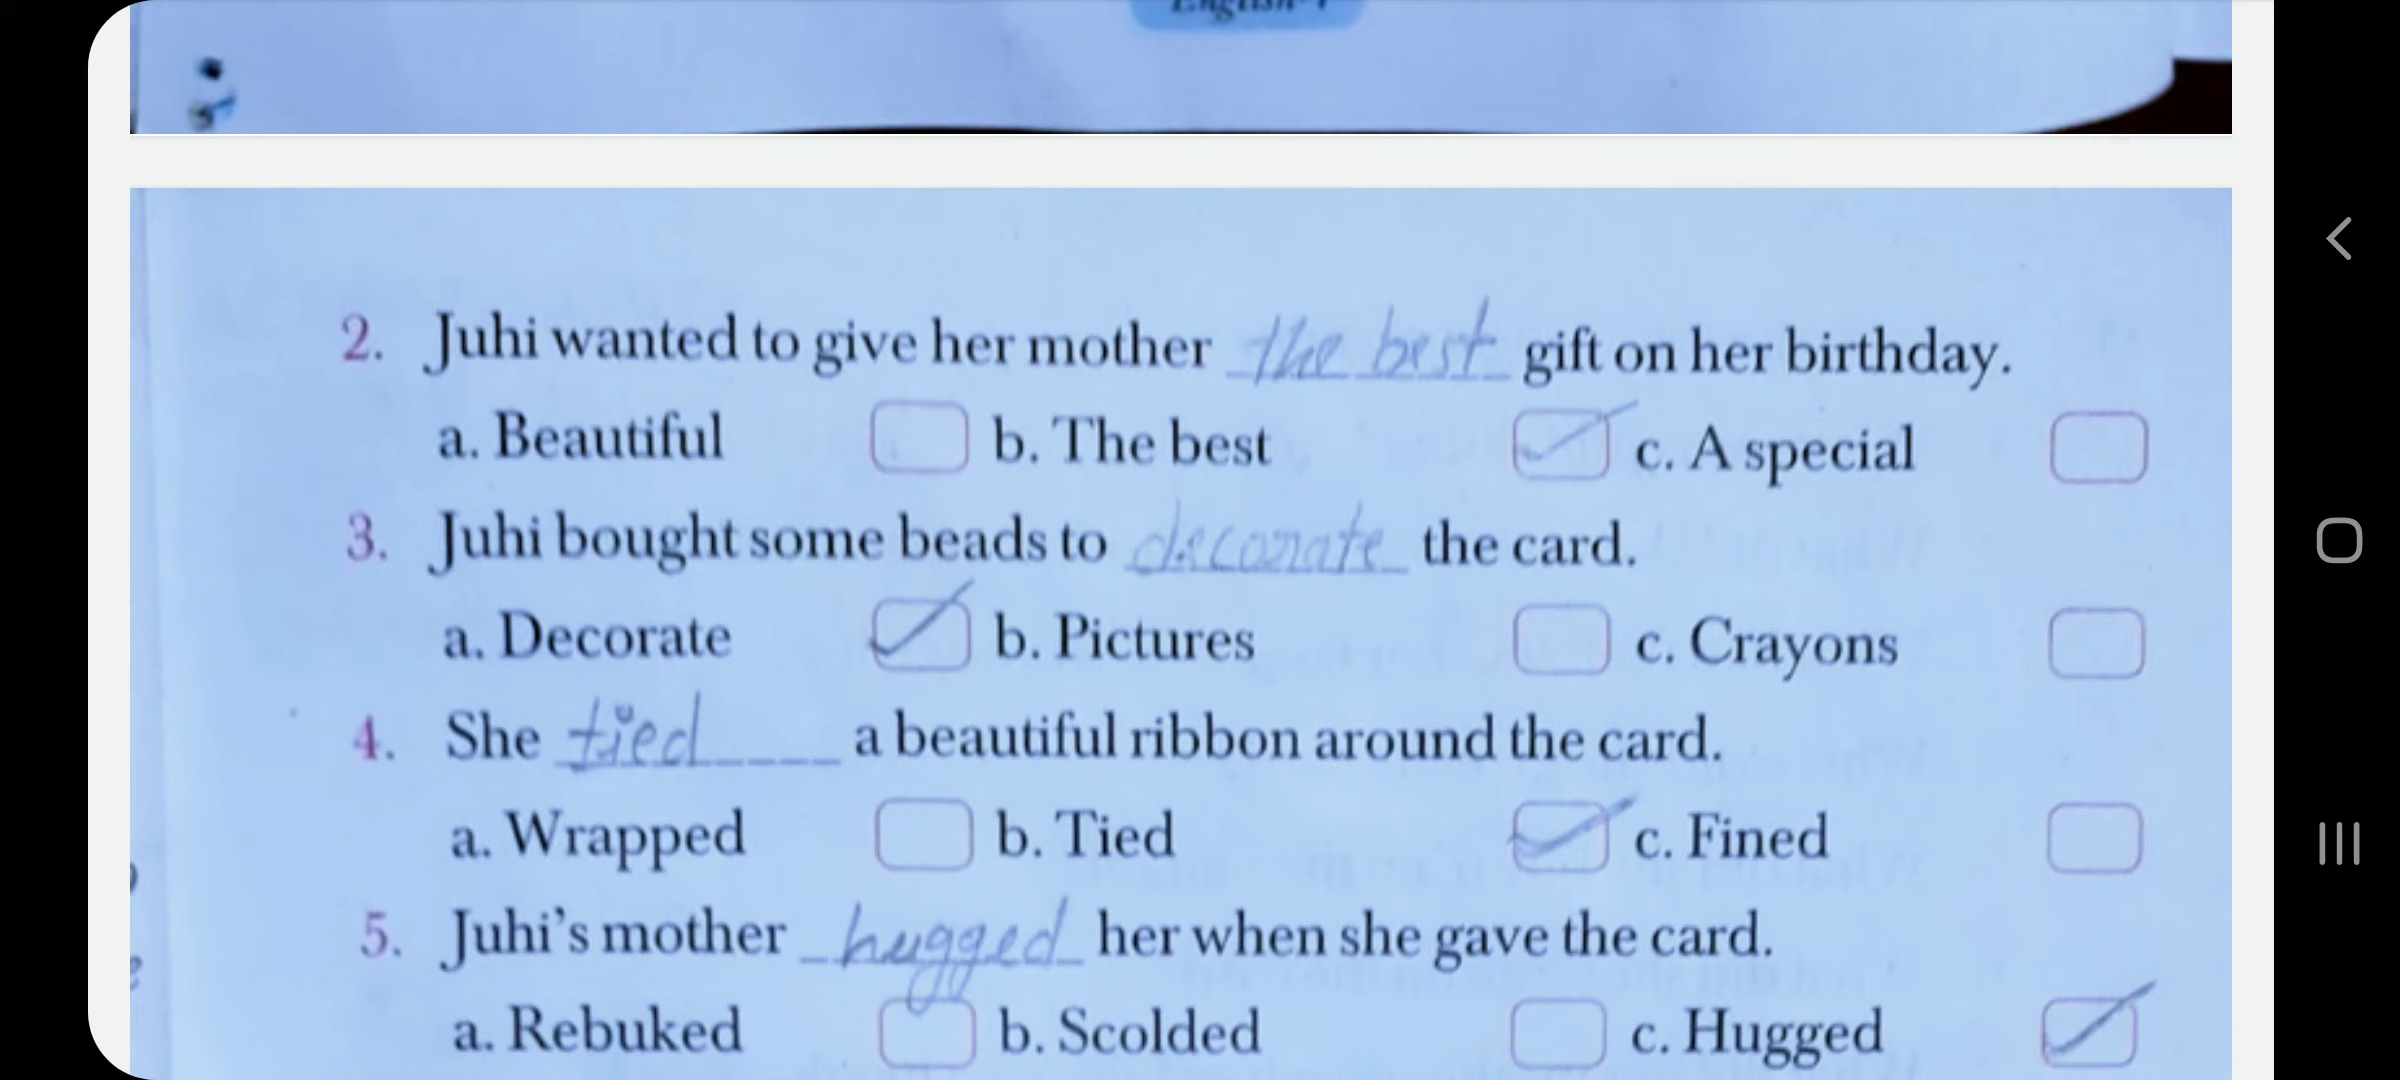 2. Juhi wanted to give her mother the best gift on her birthday.
a. Beautiful b. The best c. A special
3. Juhi bought some beads to decorate the card.
a. Decorate b. Pictures c. Crayons
4. She tied a beautiful ribbon around the card.
a. Wrapped b. Tied c. Fined
5. Juhi's mother hugged her when she gave the card.
a. Rebuked b. Scolded c. Hugged